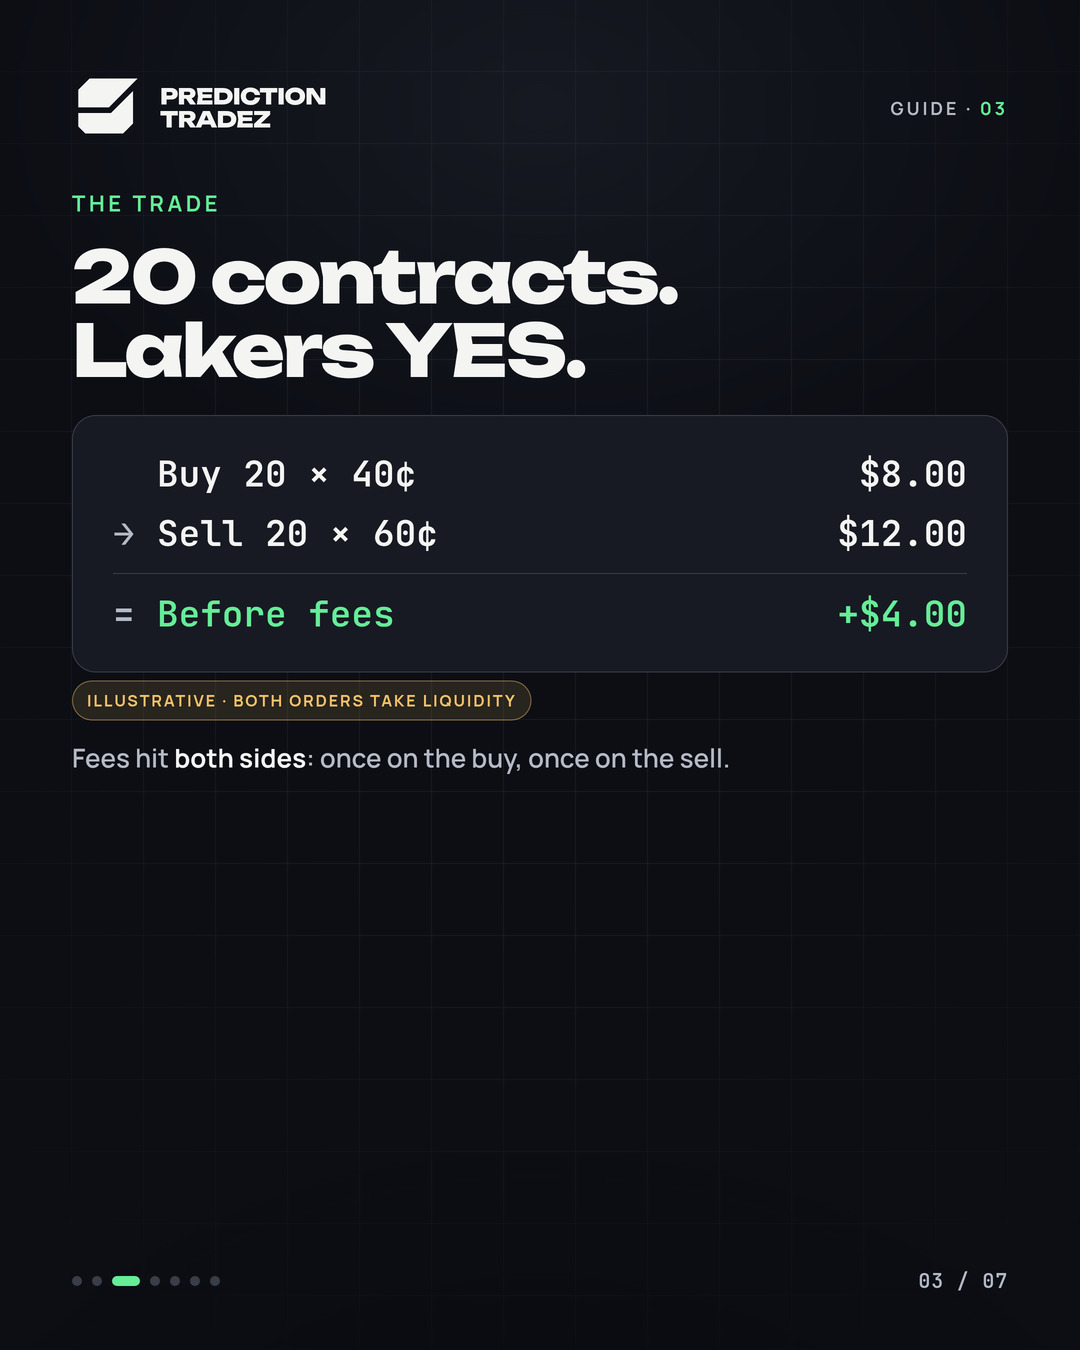 PREDICTION
TRADEZ
GUIDE · 03
THE TRADE
20 contracts.
Lakers YES.
Buy 20 × 40¢ $8.00
→ Sell 20 × 60¢ $12.00
= Before fees +$4.00
ILLUSTRATIVE · BOTH ORDERS TAKE LIQUIDITY
Fees hit both sides: once on the buy, once on the sell.
03 / 07